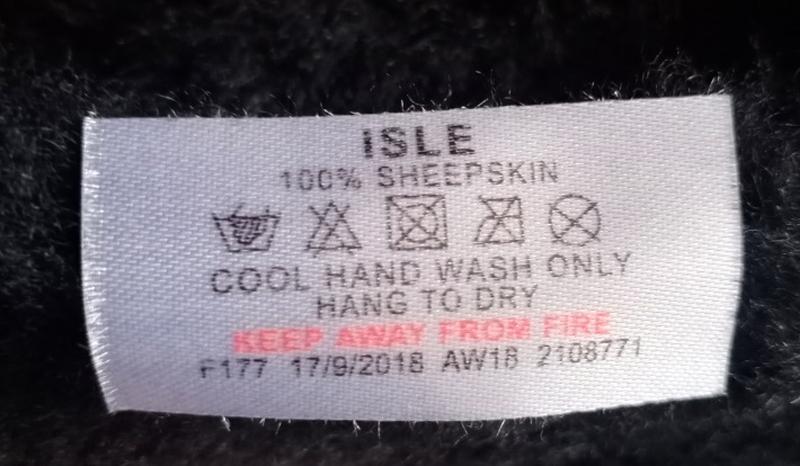 ISLE
100% SHEEPSKIN
COOL HAND WASH ONLY
HANG TO DRY
KEEP AWAY FROM FIRE
F177 17/9/2018 AW18 2108771